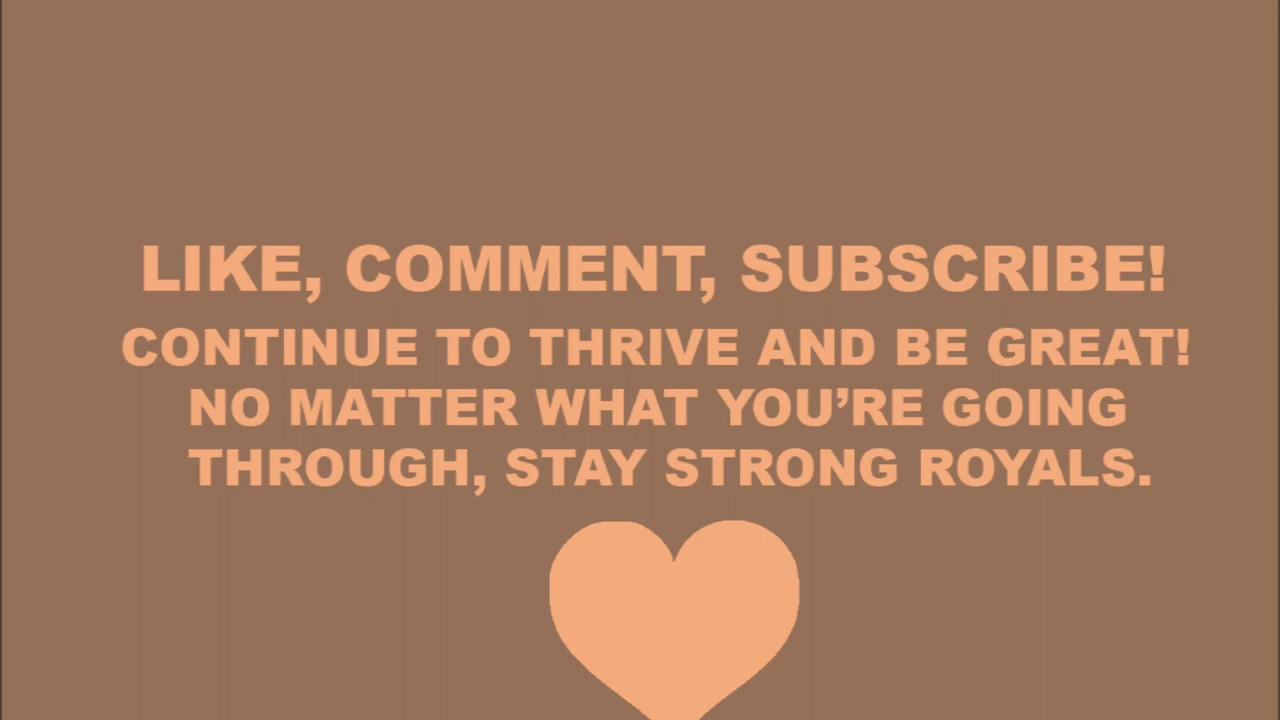 LIKE, COMMENT, SUBSCRIBE!
CONTINUE TO THRIVE AND BE GREAT!
NO MATTER WHAT YOU’RE GOING
THROUGH, STAY STRONG ROYALS.